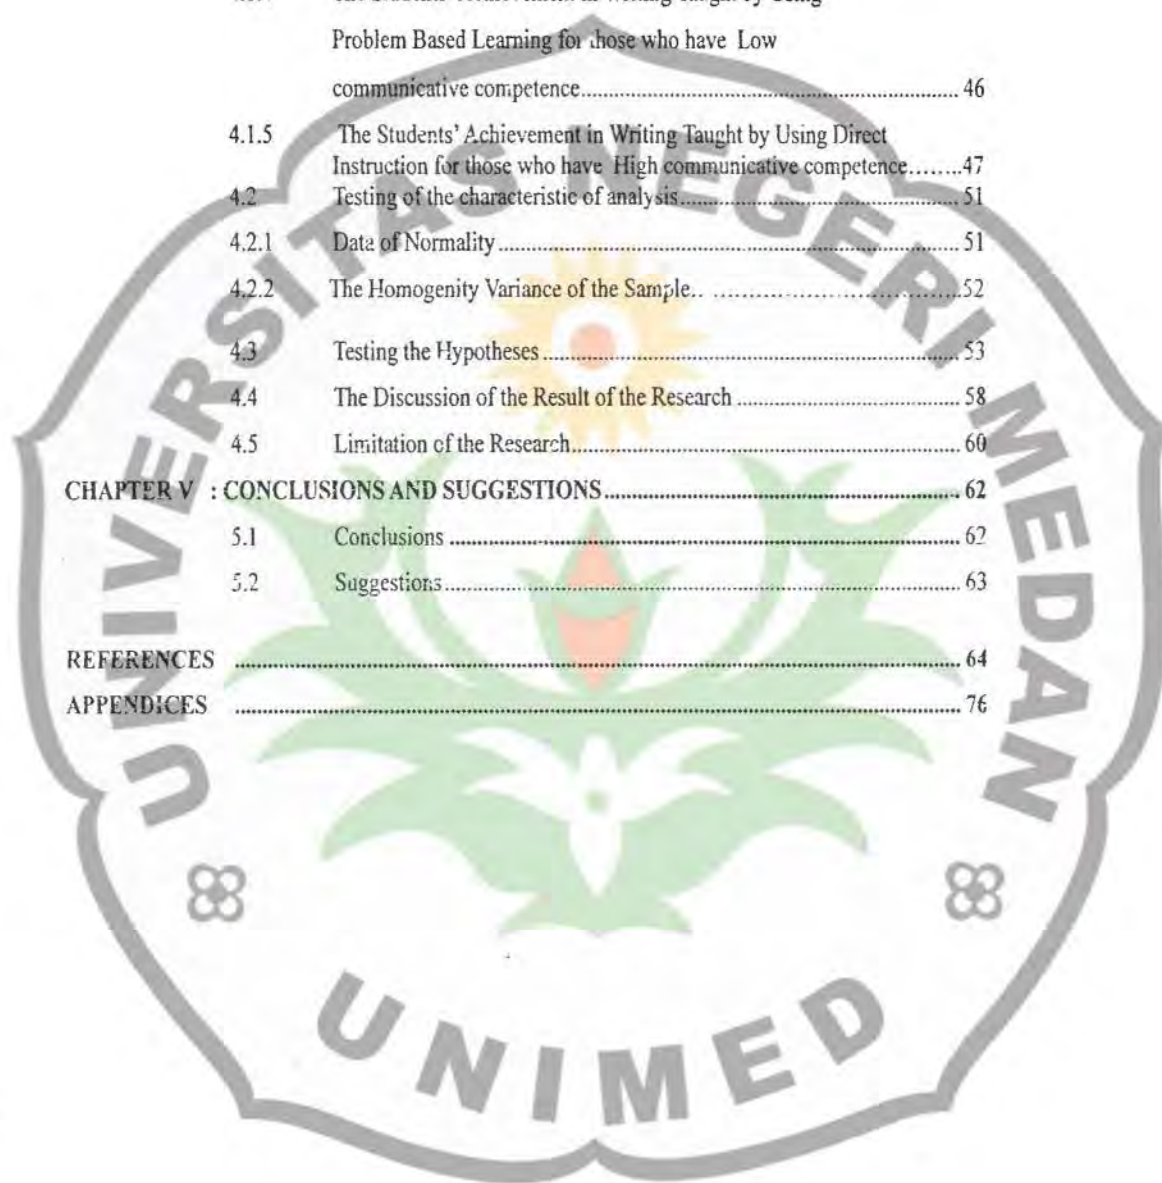 Problem Based Learning for those who have Low
communicative competence........................................................ 46
4.1.5 The Students' Achievement in Writing Taught by Using Direct
Instruction for those who have High communicative competence........47
4.2 Testing of the characteristic of analysis........................................ 51
4.2.1 Data of Normality .................................................................. 51
4.2.2 The Homogenity Variance of the Sample.. ................................52
4.3 Testing the Hypotheses ............................................................ 53
4.4 The Discussion of the Result of the Research ................................ 58
4.5 Limitation of the Research........................................................ 60
CHAPTER V : CONCLUSIONS AND SUGGESTIONS .................................... 62
5.1 Conclusions .......................................................................... 62
5.2 Suggestions .......................................................................... 63
REFERENCES .......................................................................... 64
APPENDICES .......................................................................... 76
UNIVERSITAS NEGERI MEDAN
UNIMED